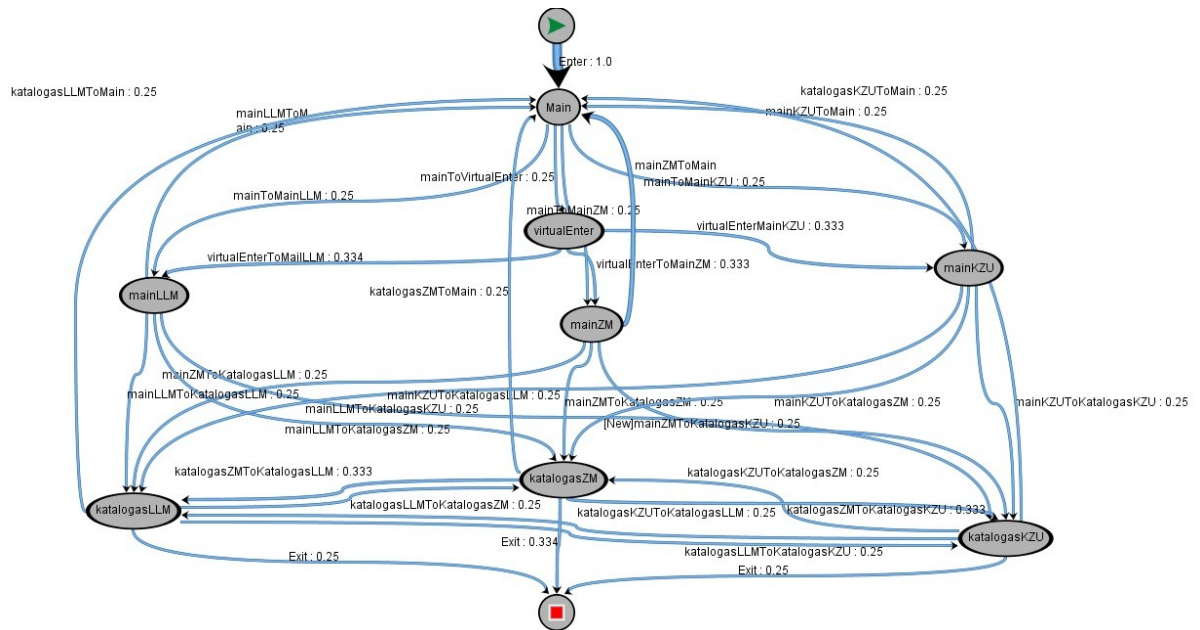 Enter : 1.0
katalogasLLMToMain : 0.25
katalogasKZUToMain : 0.25
Main
mainLLMToM
ain : 0.25
mainKZUToMain : 0.25
mainZMToMain
mainToVirtualEnter : 0.25
mainToMainKZU : 0.25
mainToMainLLM : 0.25
mainToMainZM : 0.25
virtualEnter
virtualEnterMainKZU : 0.333
virtualEnterToMailLLM : 0.334
virtualEnterToMainZM : 0.333
mainKZU
mainLLM
katalogasZMToMain : 0.25
mainZM
mainZMToKatalogasLLM : 0.25
mainLLMToKatalogasLLM : 0.25
mainKZUToKatalogasLLM : 0.25
mainLLMToKatalogasKZU : 0.25
mainZMToKatalogasZM : 0.25
mainKZUToKatalogasZM : 0.25
mainKZUToKatalogasKZU : 0.25
[New]mainZMToKatalogasKZU : 0.25
mainLLMToKatalogasZM : 0.25
katalogasZMToKatalogasLLM : 0.333
katalogasKZUToKatalogasZM : 0.25
katalogasZM
katalogasLLM
katalogasLLMToKatalogasZM : 0.25
katalogasKZUToKatalogasLLM : 0.25
katalogasZMToKatalogasKZU : 0.333
katalogasKZU
Exit : 0.334
katalogasLLMToKatalogasKZU : 0.25
Exit : 0.25
Exit : 0.25